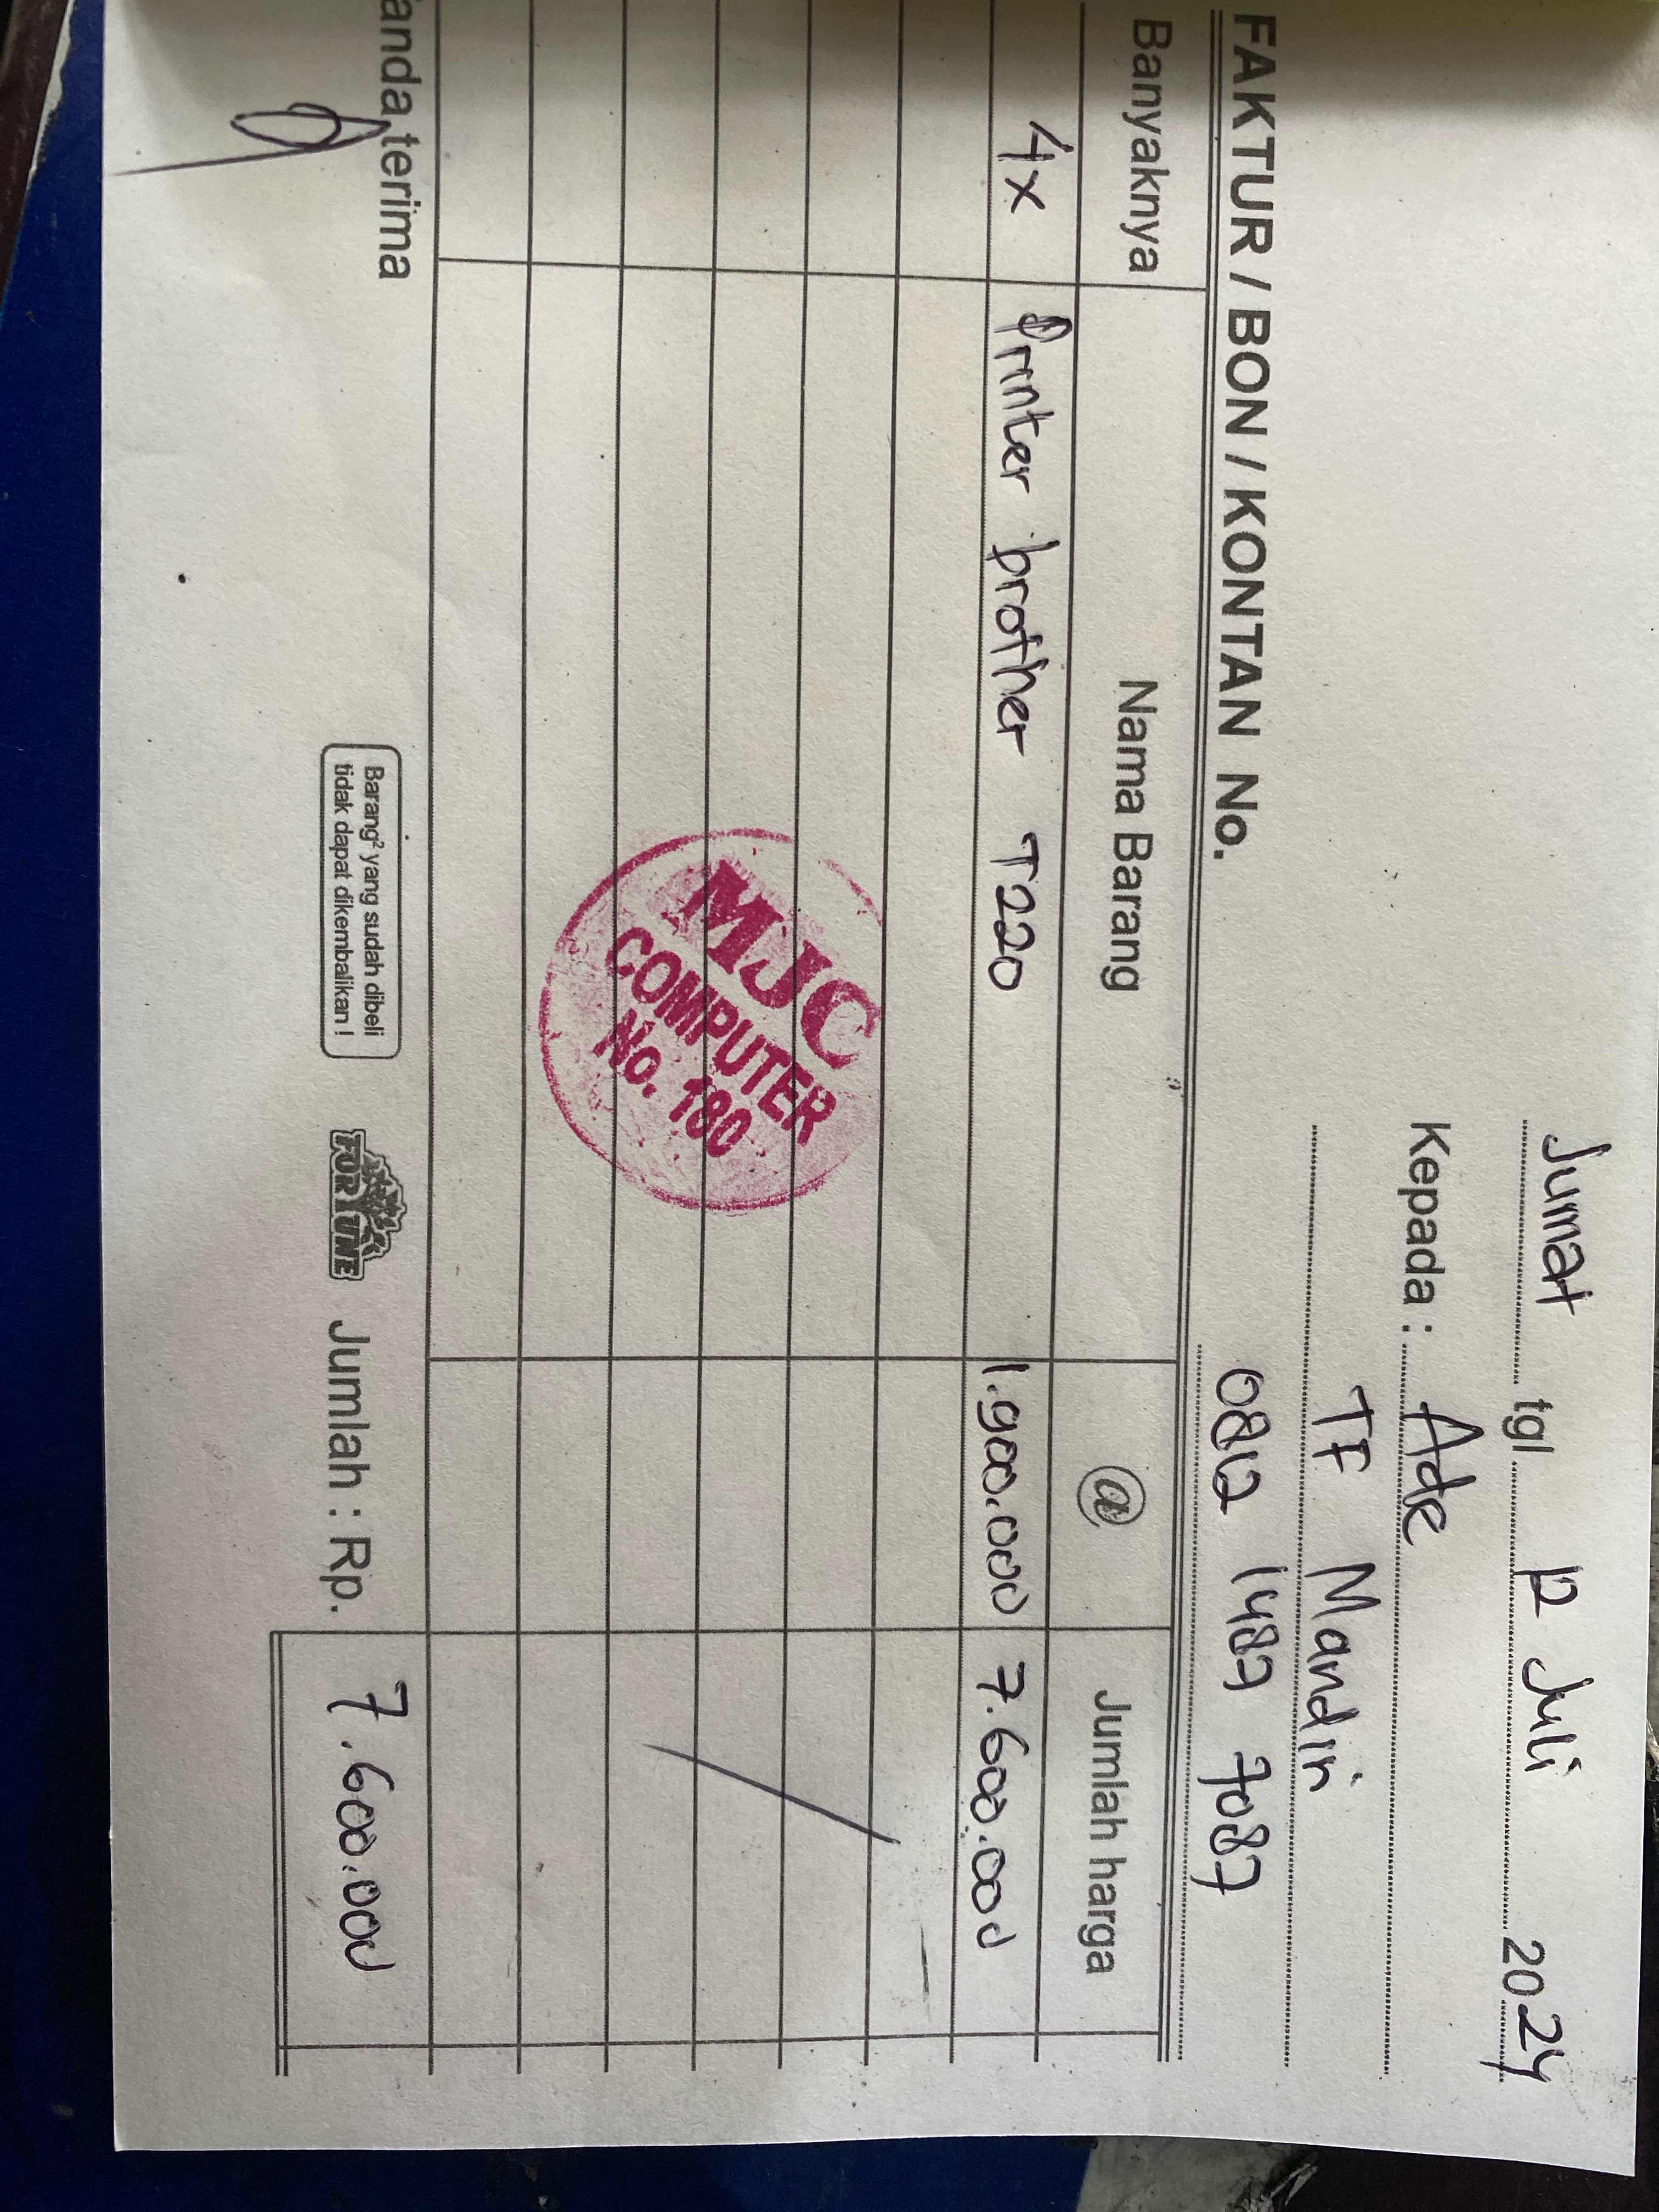 Jumat tgl. 12 Juli 2024
Kepada : Ade
TF Mandiri
0812 1489 7087
FAKTUR / BON / KONTAN No.
Banyaknya Nama Barang @ Jumlah harga
4x Printer brother T220 1.900.000 7.600.000
MJC
COMPUTER
No. 180
anda terima
Barang² yang sudah dibeli
tidak dapat dikembalikan !
FORTUNE
Jumlah : Rp. 7.600.000